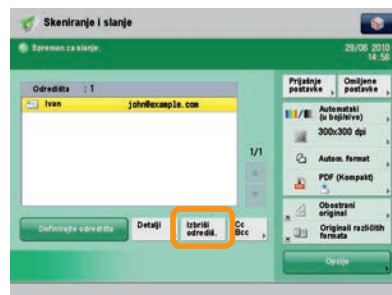 Skeniranje i slanje
Spreman za slanje.
29/06 2010
14:56
Odredišta : 1
Ivan john@example.com
1/1
Prijašnje postavke
Omiljene postavke
Automatski (u boji/sivo)
300x300 dpi
Autom. format
PDF (Kompakt)
Obostrani original
Originali različitih formata
Definirajte odredišta
Detalji
Izbriši odrediš.
Cc
Bcc
Opcije